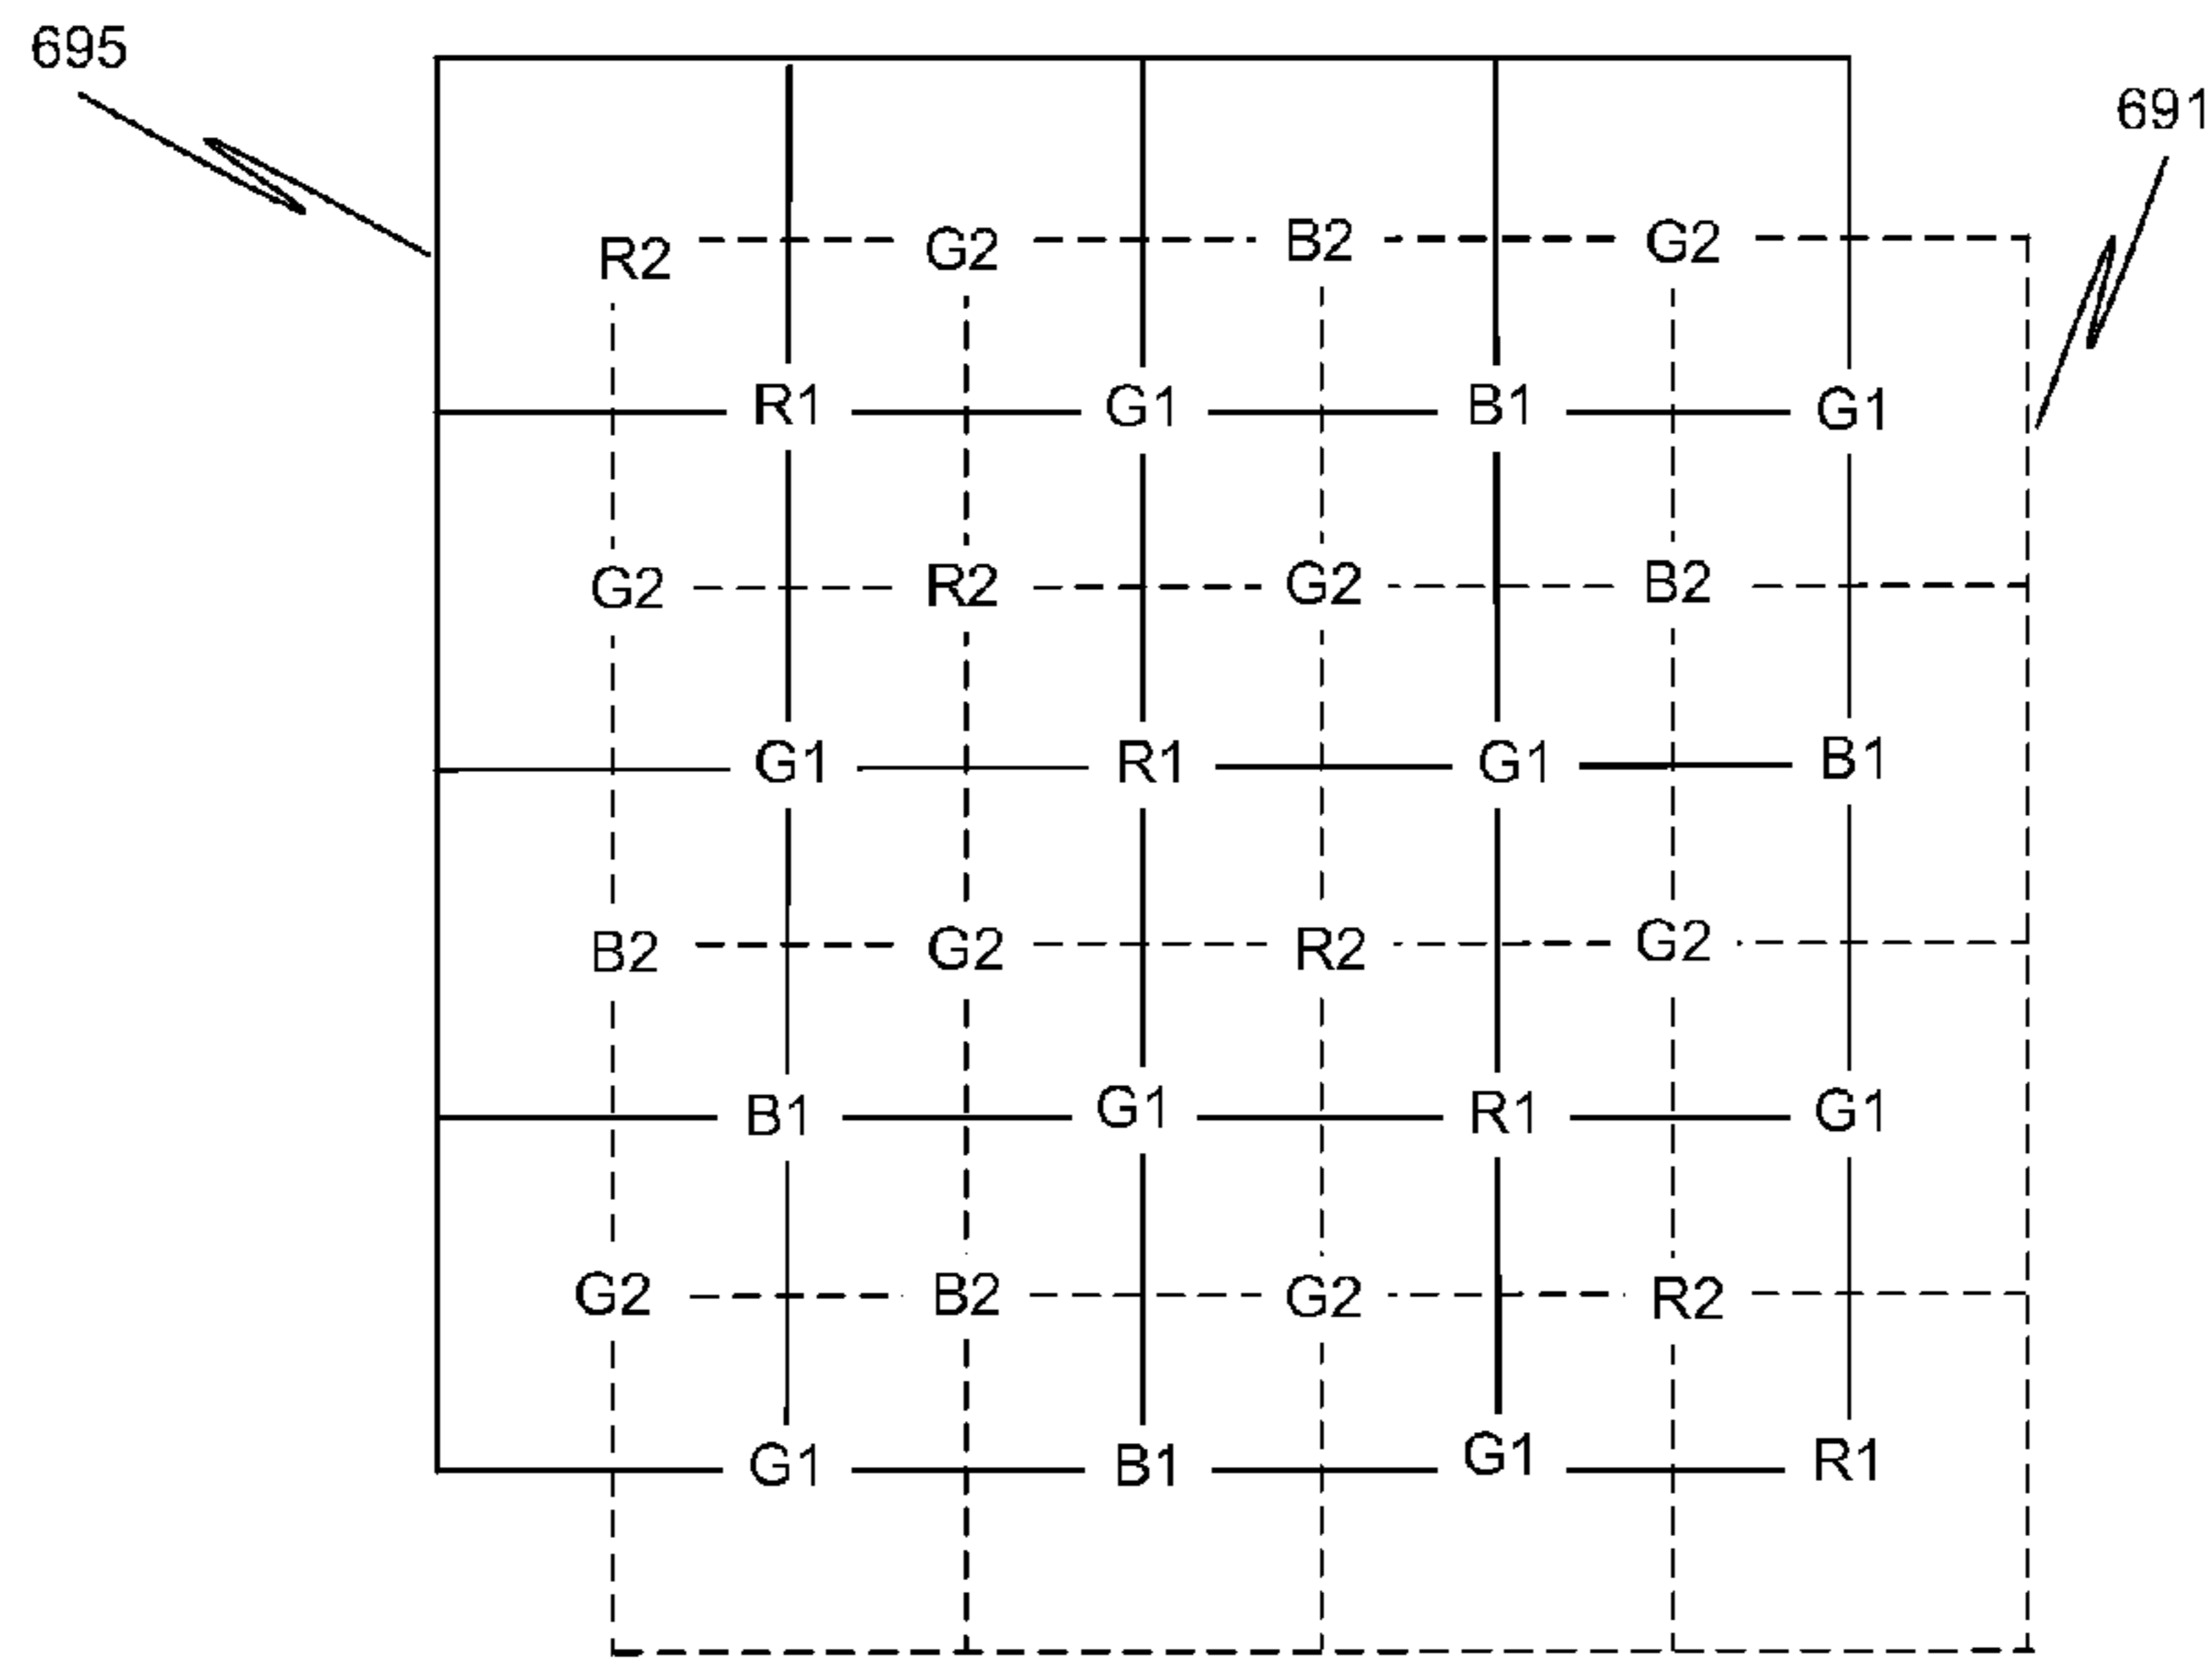 695
691
R2 G2 B2 G2
R1 G1 B1 G1
G2 R2 G2 B2
G1 R1 G1 B1
B2 G2 R2 G2
B1 G1 R1 G1
G2 B2 G2 R2
G1 B1 G1 R1